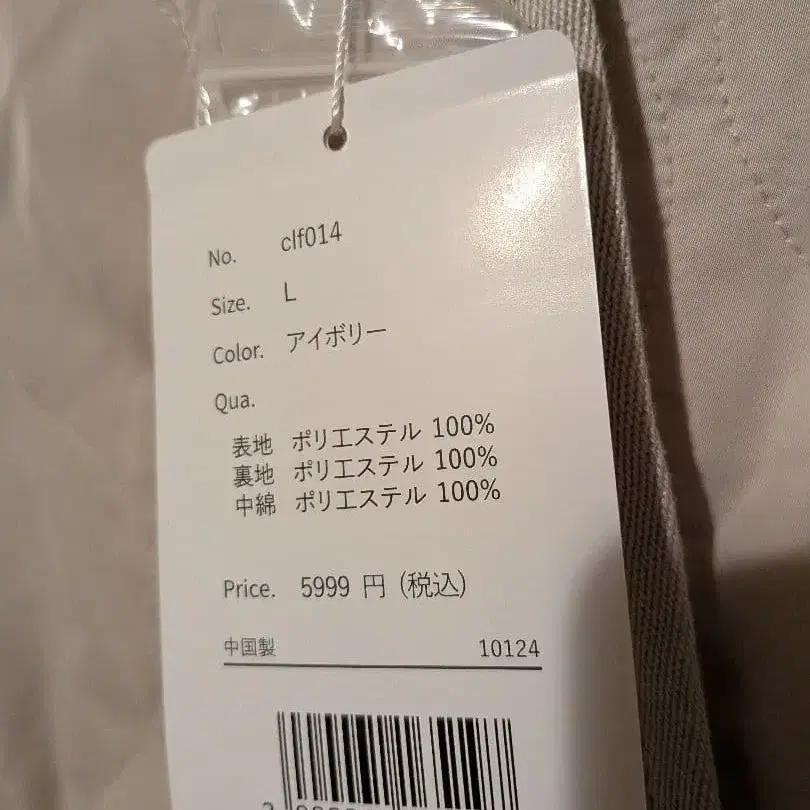 No. clf014
Size. L
Color. アイボリー
Qua.
表地 ポリエステル 100%
裏地 ポリエステル 100%
中綿 ポリエステル 100%
Price. 5999 円 (税込)
中国製 10124